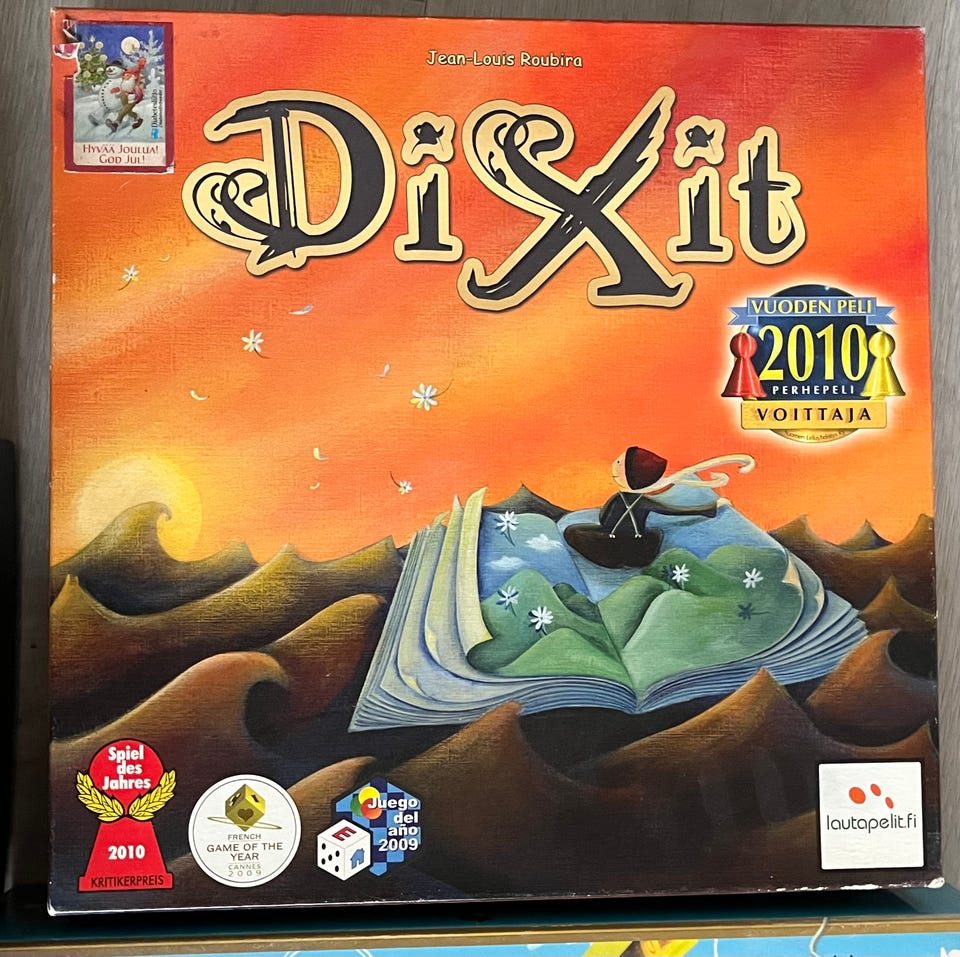 Jean-Louis Roubira
DiXit
HYVÄÄ JOULUA!
GOD JUL!
VUODEN PELI
2010
PERHEPELI
VOITTAJA
Spiel
des
Jahres
2010
KRITIKERPREIS
FRENCH
GAME OF THE
YEAR
CANNES
2009
Juego
del
año
2009
E
lautapelit.fi